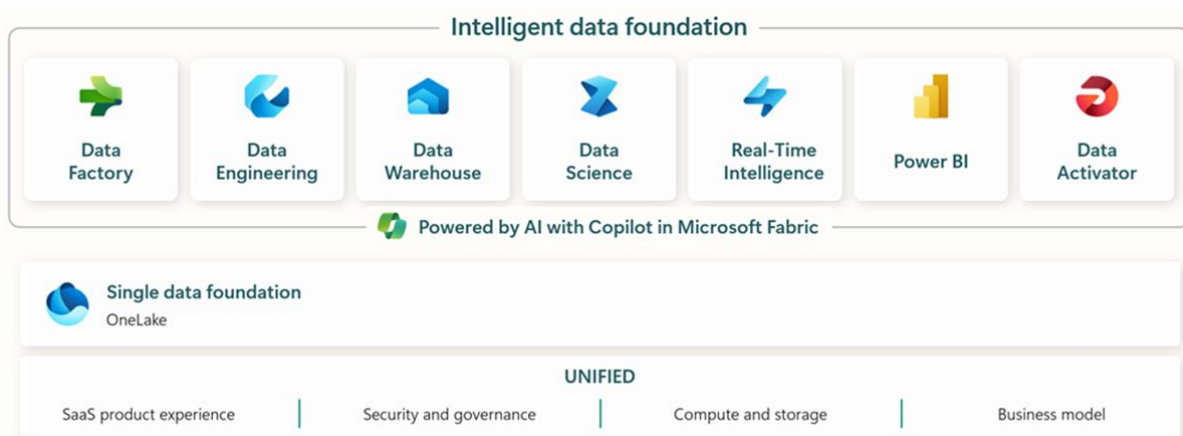 Intelligent data foundation
Data
Factory
Data
Engineering
Data
Warehouse
Data
Science
Real-Time
Intelligence
Power BI
Data
Activator
Powered by AI with Copilot in Microsoft Fabric
Single data foundation
OneLake
UNIFIED
SaaS product experience
Security and governance
Compute and storage
Business model